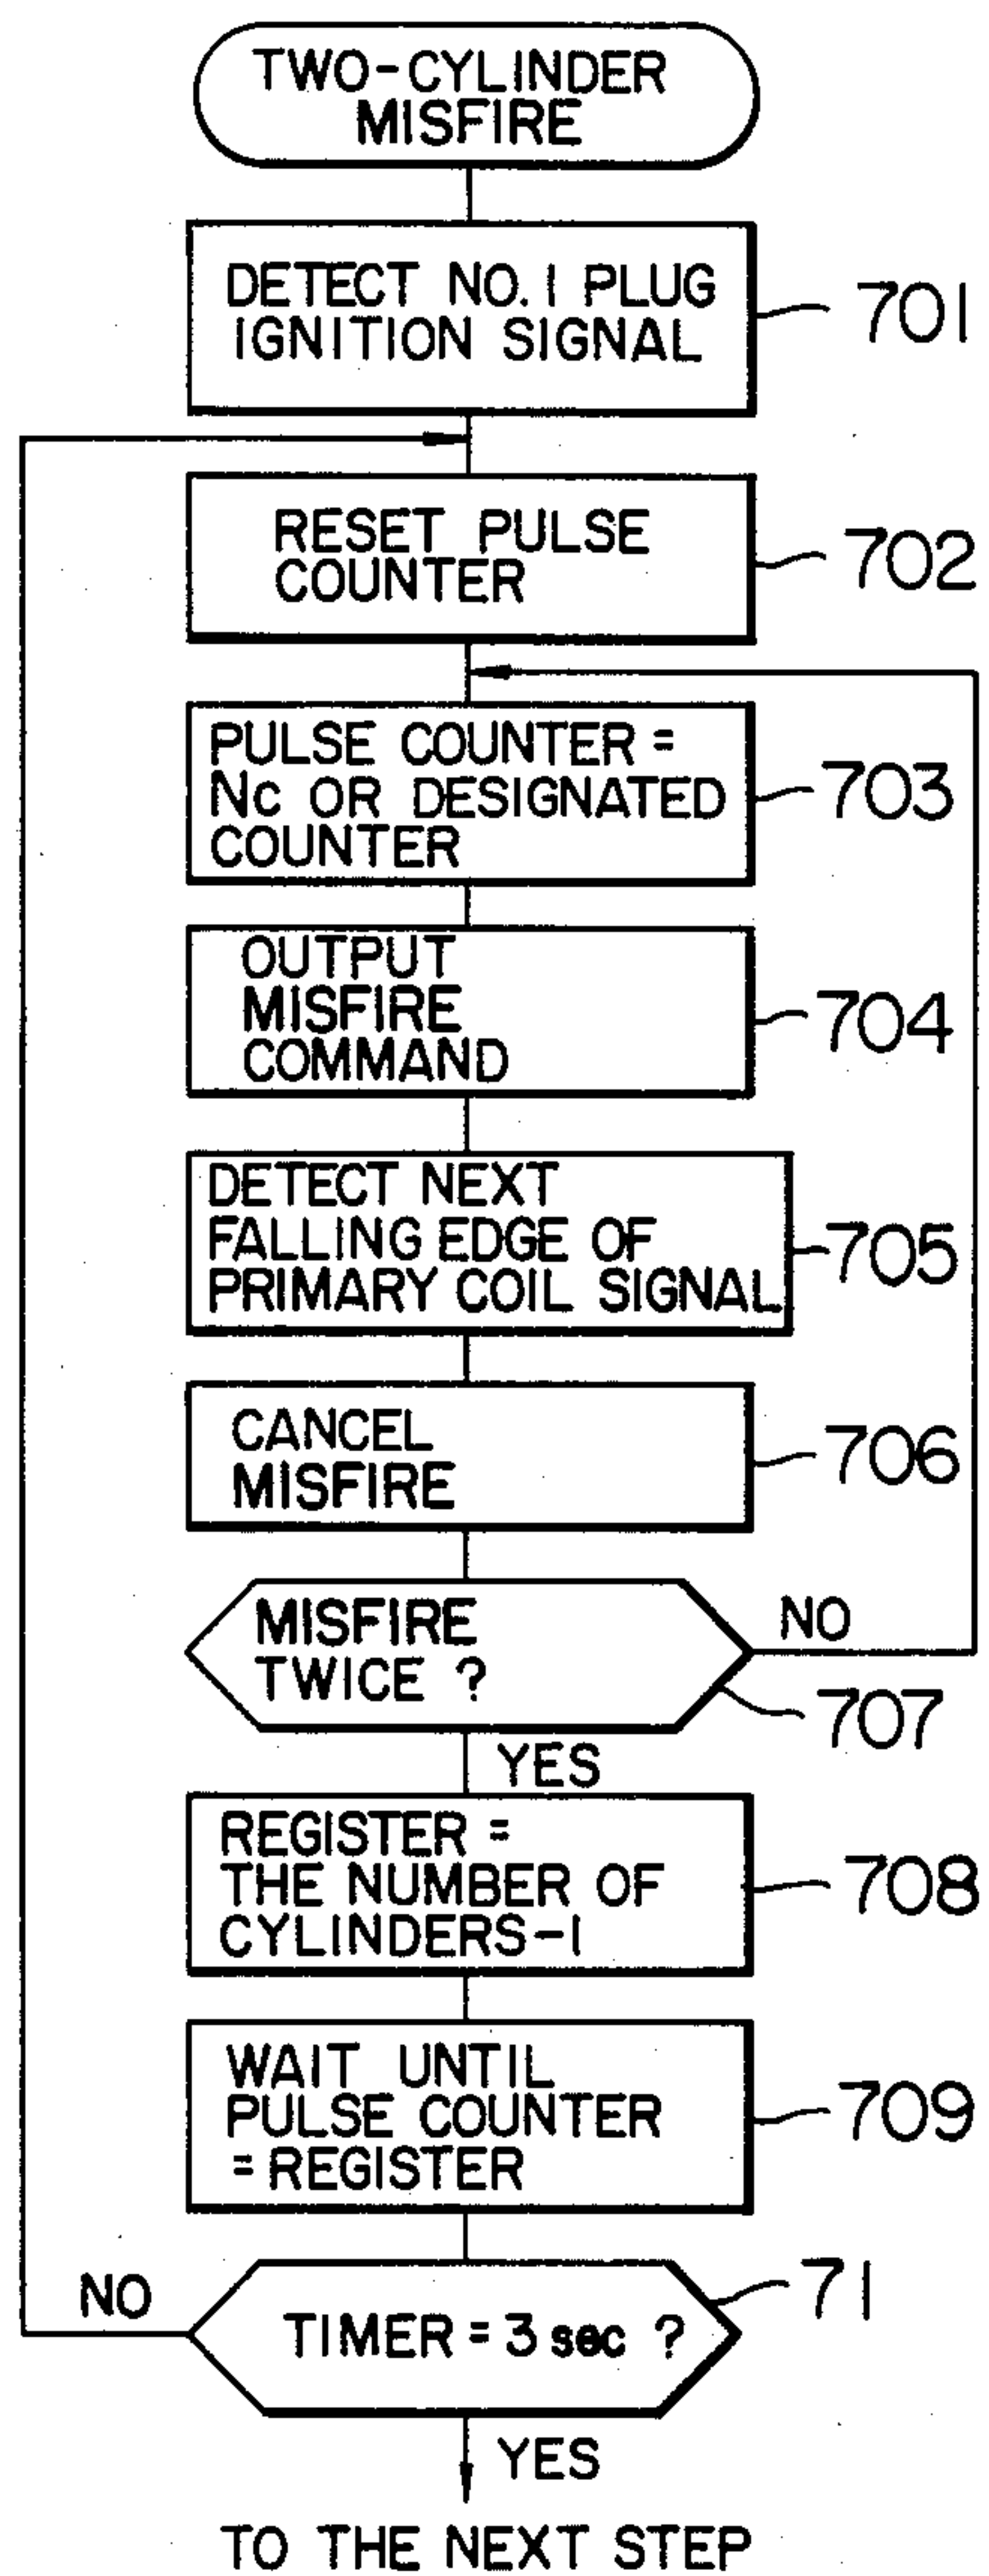 TWO-CYLINDER
MISFIRE
DETECT NO. 1 PLUG
IGNITION SIGNAL
701
RESET PULSE
COUNTER
702
PULSE COUNTER =
Nc OR DESIGNATED
COUNTER
703
OUTPUT
MISFIRE
COMMAND
704
DETECT NEXT
FALLING EDGE OF
PRIMARY COIL SIGNAL
705
CANCEL
MISFIRE
706
MISFIRE
TWICE ?
NO
707
YES
REGISTER =
THE NUMBER OF
CYLINDERS-1
708
WAIT UNTIL
PULSE COUNTER
= REGISTER
709
NO
TIMER = 3 sec ?
71
YES
TO THE NEXT STEP